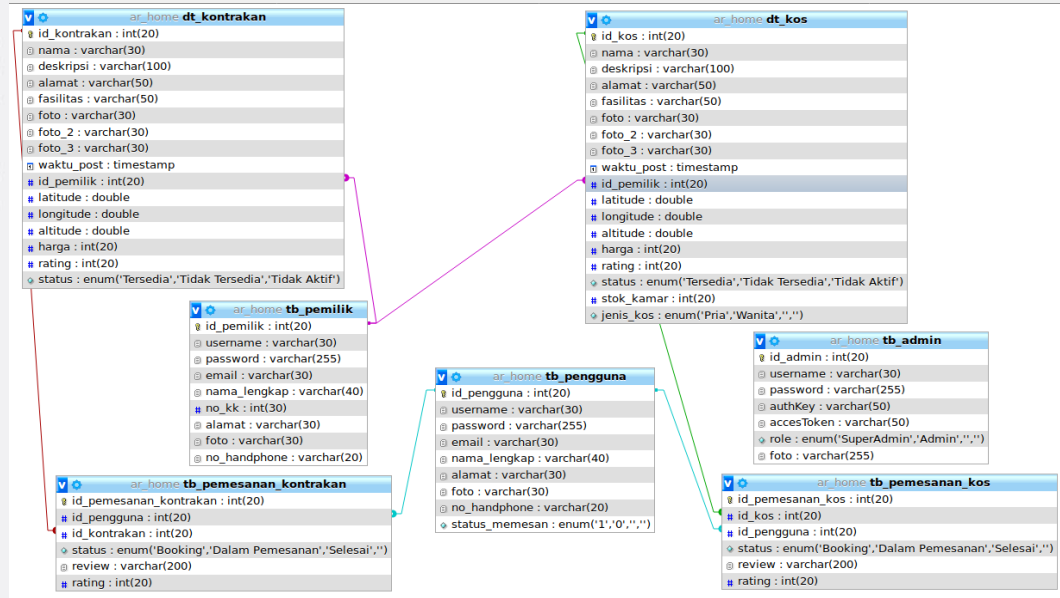 ar_home dt_kontrakan
id_kontrakan : int(20)
nama : varchar(30)
deskripsi : varchar(100)
alamat : varchar(50)
fasilitas : varchar(50)
foto : varchar(30)
foto_2 : varchar(30)
foto_3 : varchar(30)
waktu_post : timestamp
id_pemilik : int(20)
latitude : double
longitude : double
altitude : double
harga : int(20)
rating : int(20)
status : enum('Tersedia','Tidak Tersedia','Tidak Aktif')
ar_home dt_kos
id_kos : int(20)
nama : varchar(30)
deskripsi : varchar(100)
alamat : varchar(50)
fasilitas : varchar(50)
foto : varchar(30)
foto_2 : varchar(30)
foto_3 : varchar(30)
waktu_post : timestamp
id_pemilik : int(20)
latitude : double
longitude : double
altitude : double
harga : int(20)
rating : int(20)
status : enum('Tersedia','Tidak Tersedia','Tidak Aktif')
stok_kamar : int(20)
jenis_kos : enum('Pria','Wanita','','')
ar_home tb_pemilik
id_pemilik : int(20)
username : varchar(30)
password : varchar(255)
email : varchar(30)
nama_lengkap : varchar(40)
no_kk : int(30)
alamat : varchar(30)
foto : varchar(30)
no_handphone : varchar(20)
ar_home tb_pengguna
id_pengguna : int(20)
username : varchar(30)
password : varchar(255)
email : varchar(30)
nama_lengkap : varchar(40)
alamat : varchar(30)
foto : varchar(30)
no_handphone : varchar(20)
status_memesan : enum('1','0','','')
ar_home tb_admin
id_admin : int(20)
username : varchar(30)
password : varchar(255)
authKey : varchar(50)
accesToken : varchar(50)
role : enum('SuperAdmin','Admin','','')
foto : varchar(255)
ar_home tb_pemesanan_kontrakan
id_pemesanan_kontrakan : int(20)
id_pengguna : int(20)
id_kontrakan : int(20)
status : enum('Booking','Dalam Pemesanan','Selesai','')
review : varchar(200)
rating : int(20)
ar_home tb_pemesanan_kos
id_pemesanan_kos : int(20)
id_kos : int(20)
id_pengguna : int(20)
status : enum('Booking','Dalam Pemesanan','Selesai','')
review : varchar(200)
rating : int(20)